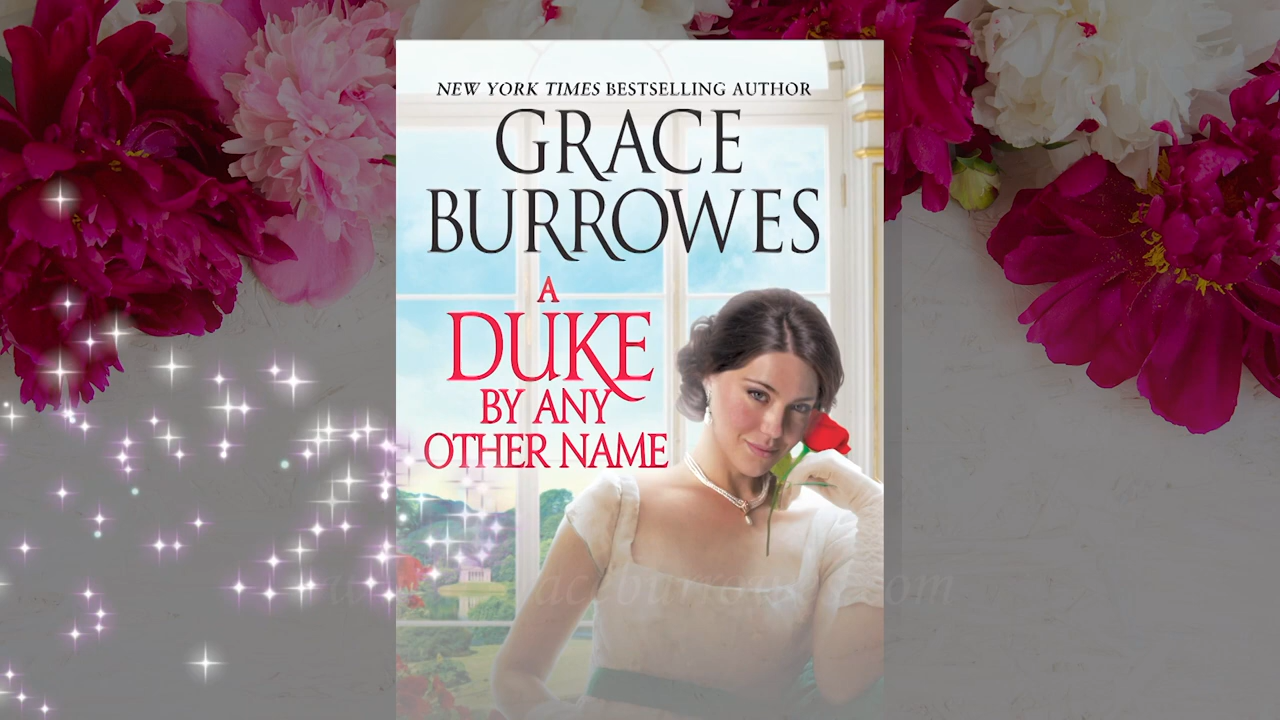 NEW YORK TIMES BESTSELLING AUTHOR
GRACE
BURROWES
A
DUKE
BY ANY
OTHER NAME